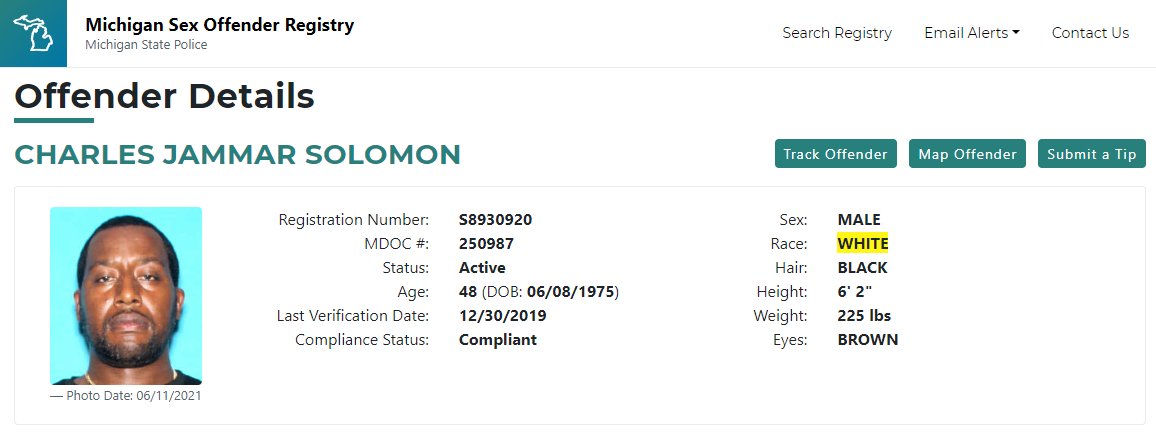 Michigan Sex Offender Registry
Michigan State Police
Search Registry Email Alerts Contact Us
Offender Details
CHARLES JAMMAR SOLOMON
Track Offender Map Offender Submit a Tip
Registration Number: S8930920 Sex: MALE
MDOC #: 250987 Race: WHITE
Status: Active Hair: BLACK
Age: 48 (DOB: 06/08/1975) Height: 6' 2"
Last Verification Date: 12/30/2019 Weight: 225 lbs
Compliance Status: Compliant Eyes: BROWN
— Photo Date: 06/11/2021